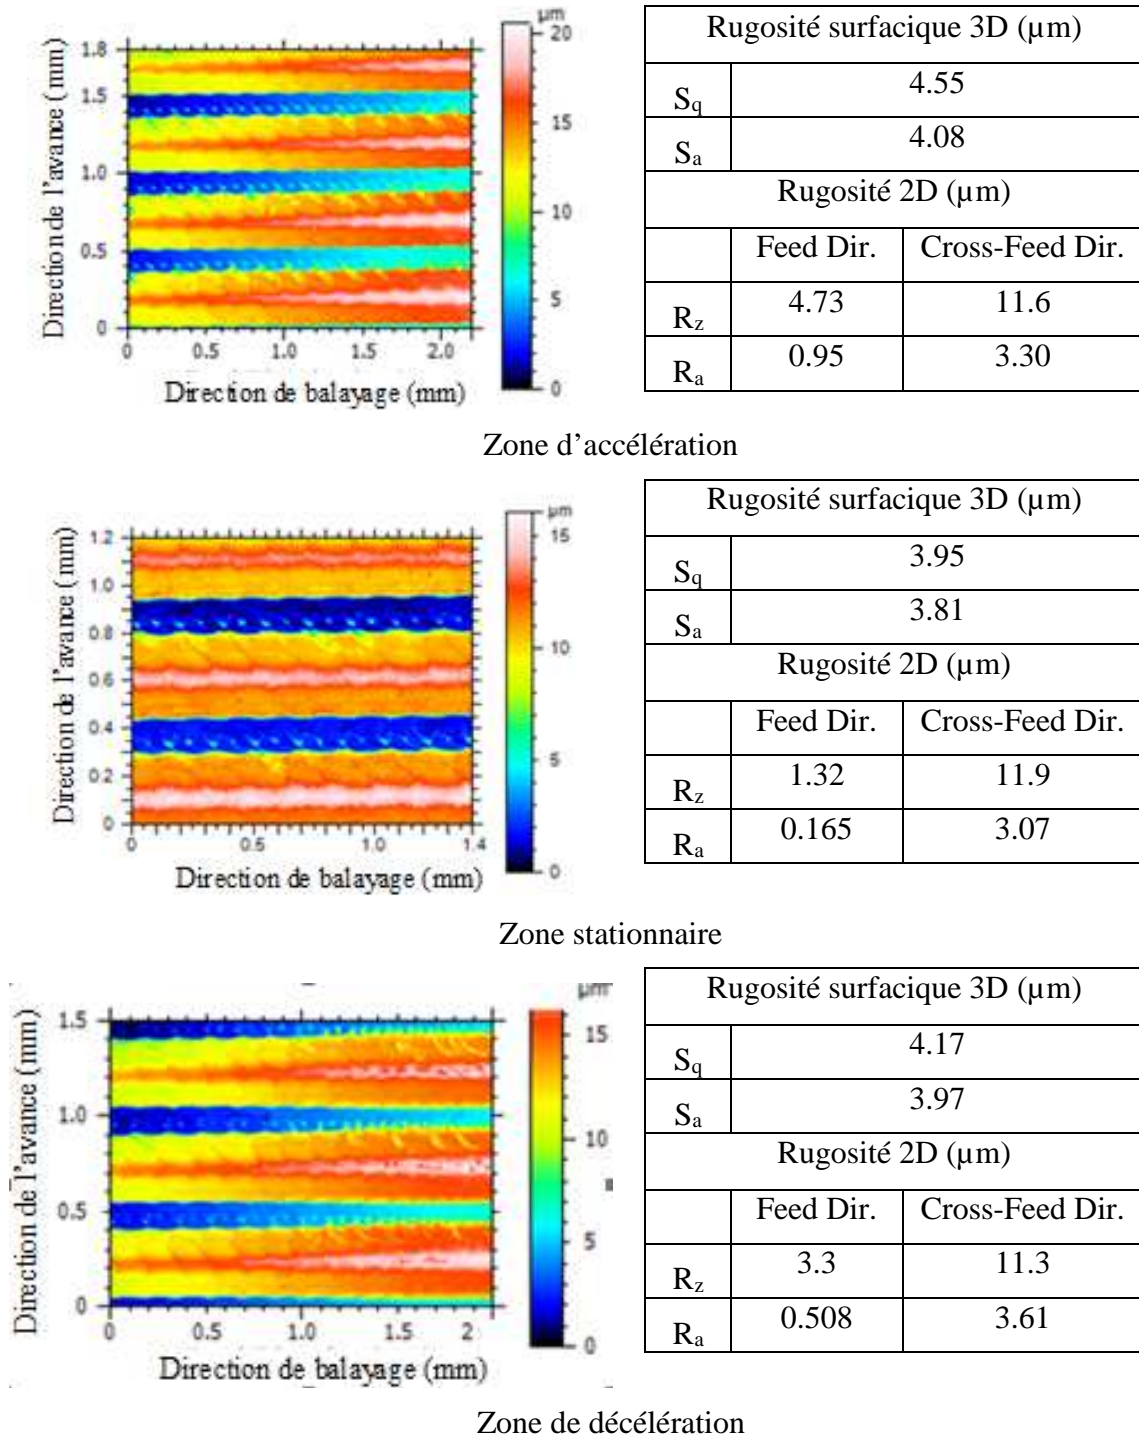 µm
20
15
10
5
0
1.8
1.5
1.0
0.5
0
0
0.5
1.0
1.5
2.0
Direction de l'avance (mm)
Direction de balayage (mm)
Rugosité surfacique 3D (µm)
Sq 4.55
Sa 4.08
Rugosité 2D (µm)
Feed Dir. Cross-Feed Dir.
Rz 4.73 11.6
Ra 0.95 3.30
Zone d’accélération
µm
15
10
5
0
1.2
1.0
0.8
0.6
0.4
0.2
0
0
0.5
1.0
1.4
Direction de l'avance (mm)
Direction de balayage (mm)
Rugosité surfacique 3D (µm)
Sq 3.95
Sa 3.81
Rugosité 2D (µm)
Feed Dir. Cross-Feed Dir.
Rz 1.32 11.9
Ra 0.165 3.07
Zone stationnaire
µm
15
10
5
0
1.5
1.0
0.5
0
0
0.5
1.0
1.5
2
Direction de l'avance (mm)
Direction de balayage (mm)
Rugosité surfacique 3D (µm)
Sq 4.17
Sa 3.97
Rugosité 2D (µm)
Feed Dir. Cross-Feed Dir.
Rz 3.3 11.3
Ra 0.508 3.61
Zone de décélération